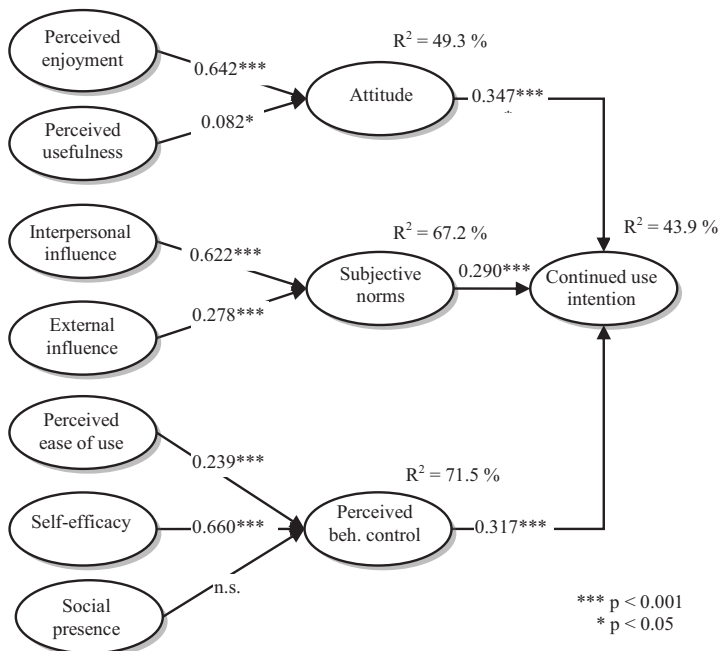 Perceived
enjoyment
R² = 49.3 %
0.642***
Attitude
0.347***
*
Perceived
usefulness
0.082*
Interpersonal
influence
R² = 67.2 %
R² = 43.9 %
0.622***
Subjective
norms
0.290***
Continued use
intention
External
influence
0.278***
Perceived
ease of use
0.239***
R² = 71.5 %
Self-efficacy
0.660***
Perceived
beh. control
0.317***
n.s.
Social
presence
*** p < 0.001
* p < 0.05